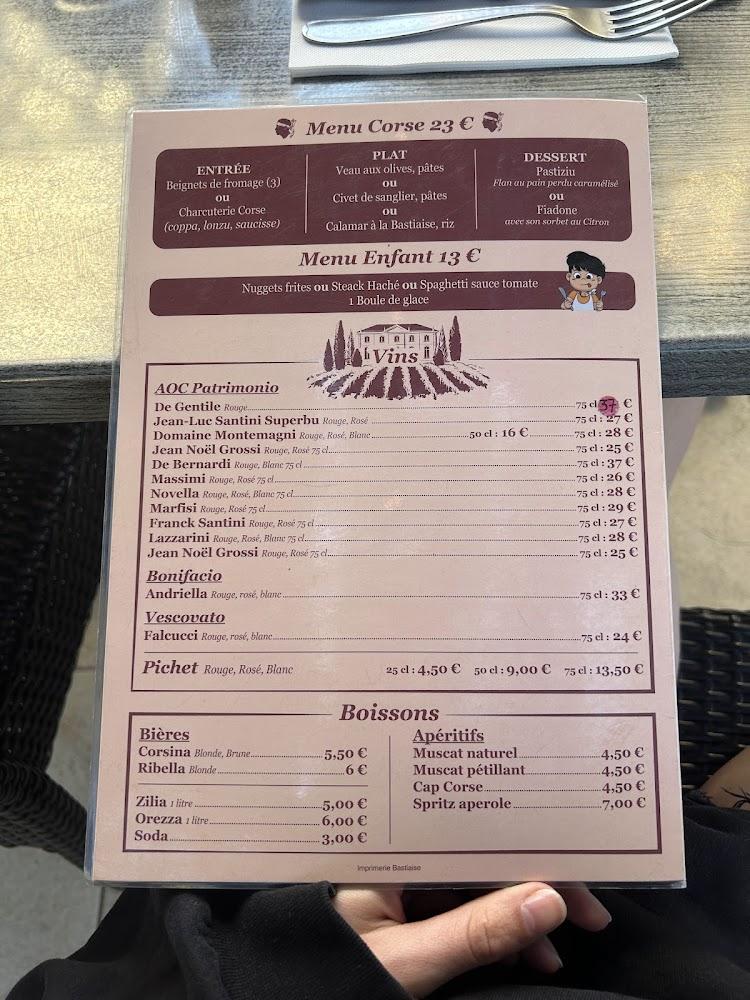 Menu Corse 23 €
ENTRÉE
Beignets de fromage (3)
ou
Charcuterie Corse
(coppa, lonzu, saucisse)
PLAT
Veau aux olives, pâtes
ou
Civet de sanglier, pâtes
ou
Calamar à la Bastiaise, riz
DESSERT
Pastiziu
Flan au pain perdu caramélisé
ou
Fiadone
avec son sorbet au Citron
Menu Enfant 13 €
Nuggets frites ou Steack Haché ou Spaghetti sauce tomate
1 Boule de glace
Vins
AOC Patrimonio
De Gentile Rouge 75 cl 37 €
Jean-Luc Santini Superbu Rouge, Rosé 75 cl : 27 €
Domaine Montemagni Rouge, Rosé, Blanc 50 cl : 16 € 75 cl : 28 €
Jean Noël Grossi Rouge, Rosé 75 cl 75 cl : 25 €
De Bernardi Rouge, Blanc 75 cl 75 cl : 37 €
Massimi Rouge, Rosé 75 cl 75 cl : 26 €
Novella Rouge, Rosé, Blanc 75 cl 75 cl : 28 €
Marfisi Rouge, Rosé 75 cl 75 cl : 29 €
Franck Santini Rouge, Rosé 75 cl 75 cl : 27 €
Lazzarini Rouge, Rosé, Blanc 75 cl 75 cl : 28 €
Jean Noël Grossi Rouge, Rosé 75 cl 75 cl : 25 €
Bonifacio
Andriella Rouge, rosé, blanc 75 cl : 33 €
Vescovato
Falcucci Rouge, rosé, blanc 75 cl : 24 €
Pichet Rouge, Rosé, Blanc 25 cl : 4,50 € 50 cl : 9,00 € 75 cl : 13,50 €
Boissons
Bières
Corsina Blonde, Brune 5,50 €
Ribella Blonde 6 €
Zilia 1 litre 5,00 €
Orezza 1 litre 6,00 €
Soda 3,00 €
Apéritifs
Muscat naturel 4,50 €
Muscat pétillant 4,50 €
Cap Corse 4,50 €
Spritz aperole 7,00 €
Imprimerie Bastiaise